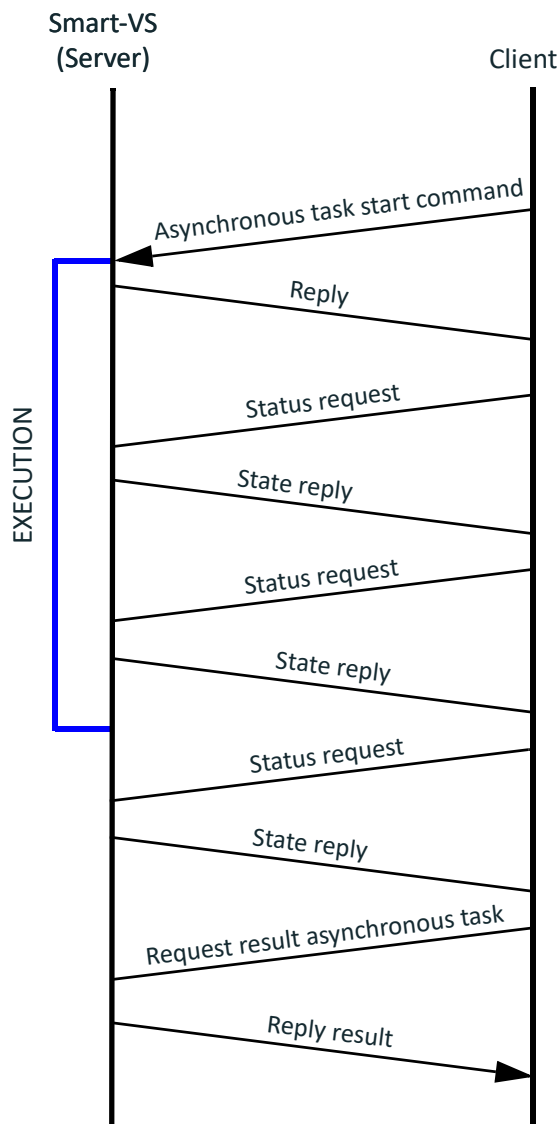 Smart-VS
(Server)
Client
Asynchronous task start command
Reply
Status request
State reply
EXECUTION
Status request
State reply
Status request
State reply
Request result asynchronous task
Reply result